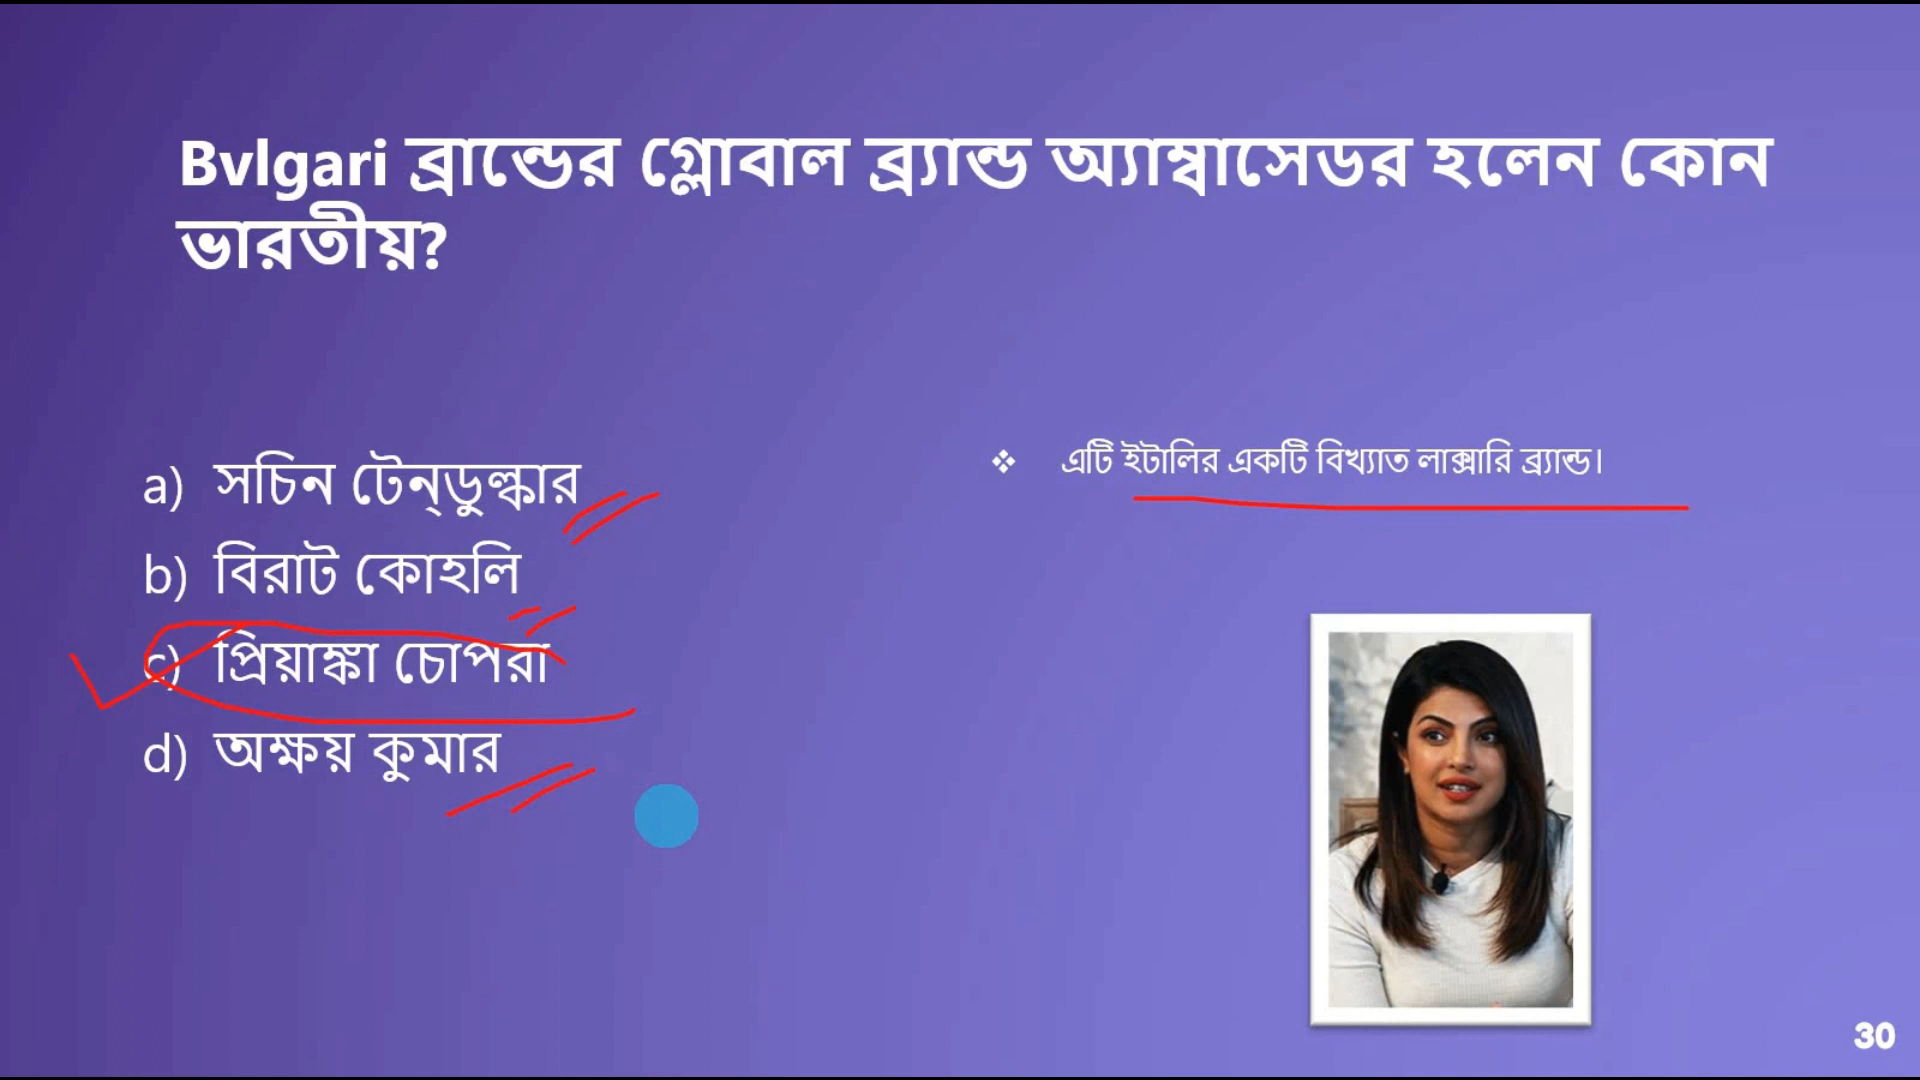 Bvlgari ব্রান্ডের গ্লোবাল ব্র্যান্ড অ্যাম্বাসেডর হলেন কোন
ভারতীয়?
a) সচিন টেন্ডুল্কার
b) বিরাট কোহলি
c) প্রিয়াঙ্কা চোপরা
d) অক্ষয় কুমার
❖ এটি ইটালির একটি বিখ্যাত লাক্সারি ব্র্যান্ড।
30